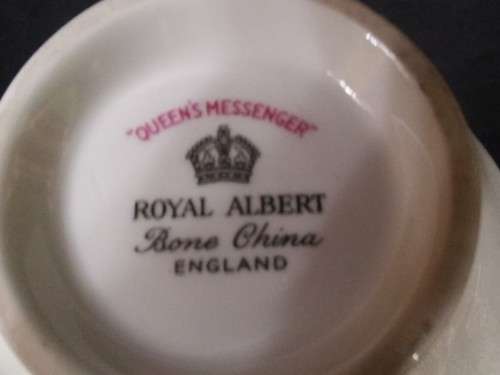 "QUEEN'S MESSENGER"
ROYAL ALBERT
Bone China
ENGLAND